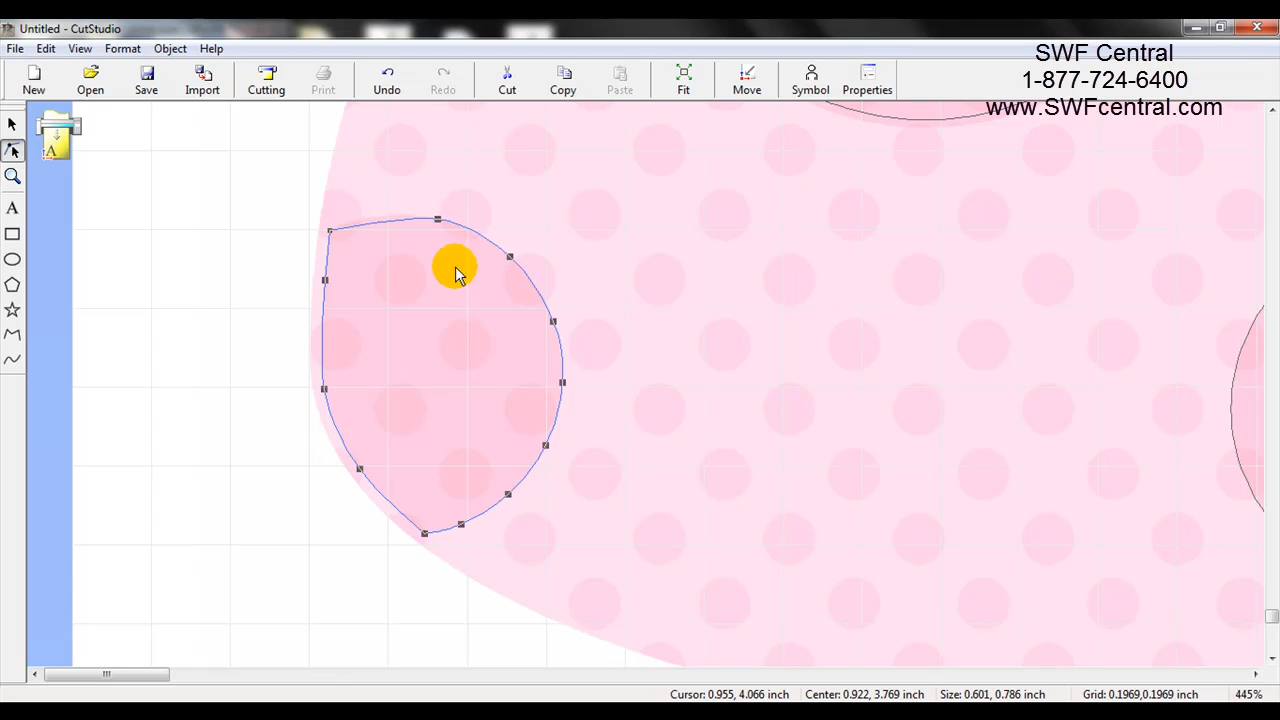 Untitled - CutStudio
File Edit View Format Object Help
SWF Central
1-877-724-6400
www.SWFcentral.com
New Open Save Import Cutting Print Undo Redo Cut Copy Paste Fit Move Symbol Properties
A
A
Cursor: 0.955, 4.066 inch Center: 0.922, 3.769 inch Size: 0.601, 0.786 inch Grid: 0.1969,0.1969 inch 445%